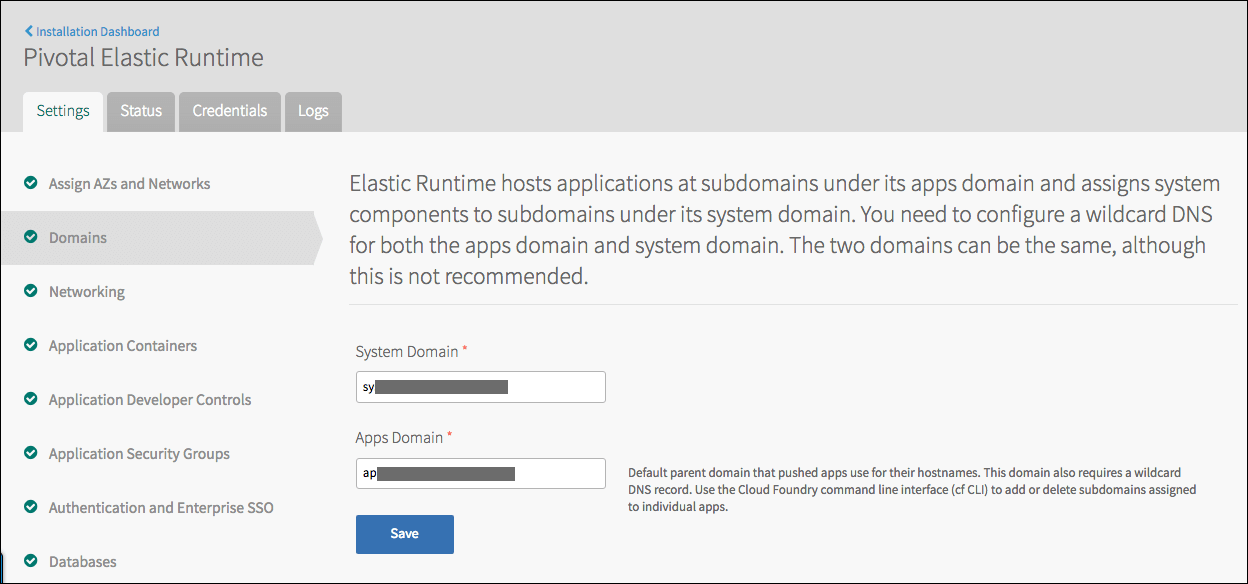 Installation Dashboard
Pivotal Elastic Runtime
Settings
Status
Credentials
Logs
Assign AZs and Networks
Domains
Networking
Application Containers
Application Developer Controls
Application Security Groups
Authentication and Enterprise SSO
Databases
Elastic Runtime hosts applications at subdomains under its apps domain and assigns system
components to subdomains under its system domain. You need to configure a wildcard DNS
for both the apps domain and system domain. The two domains can be the same, although
this is not recommended.
System Domain *
sy
Apps Domain *
ap
Default parent domain that pushed apps use for their hostnames. This domain also requires a wildcard
DNS record. Use the Cloud Foundry command line interface (cf CLI) to add or delete subdomains assigned
to individual apps.
Save